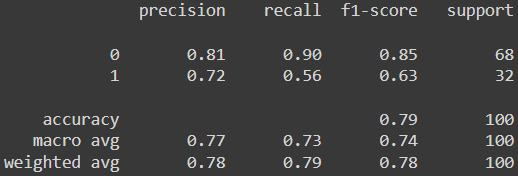 precision recall f1-score support
0 0.81 0.90 0.85 68
1 0.72 0.56 0.63 32
accuracy 0.79 100
macro avg 0.77 0.73 0.74 100
weighted avg 0.78 0.79 0.78 100